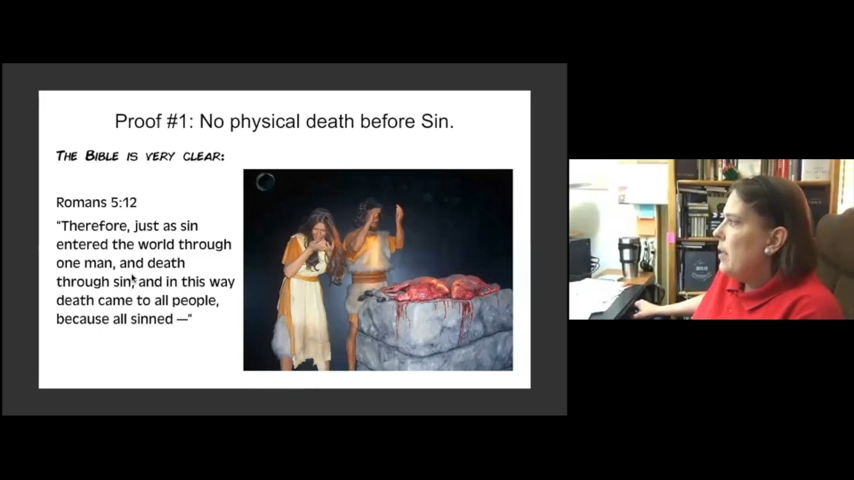 Proof #1: No physical death before Sin.
THE BIBLE IS VERY CLEAR:
Romans 5:12
“Therefore, just as sin
entered the world through
one man, and death
through sin, and in this way
death came to all people,
because all sinned —”